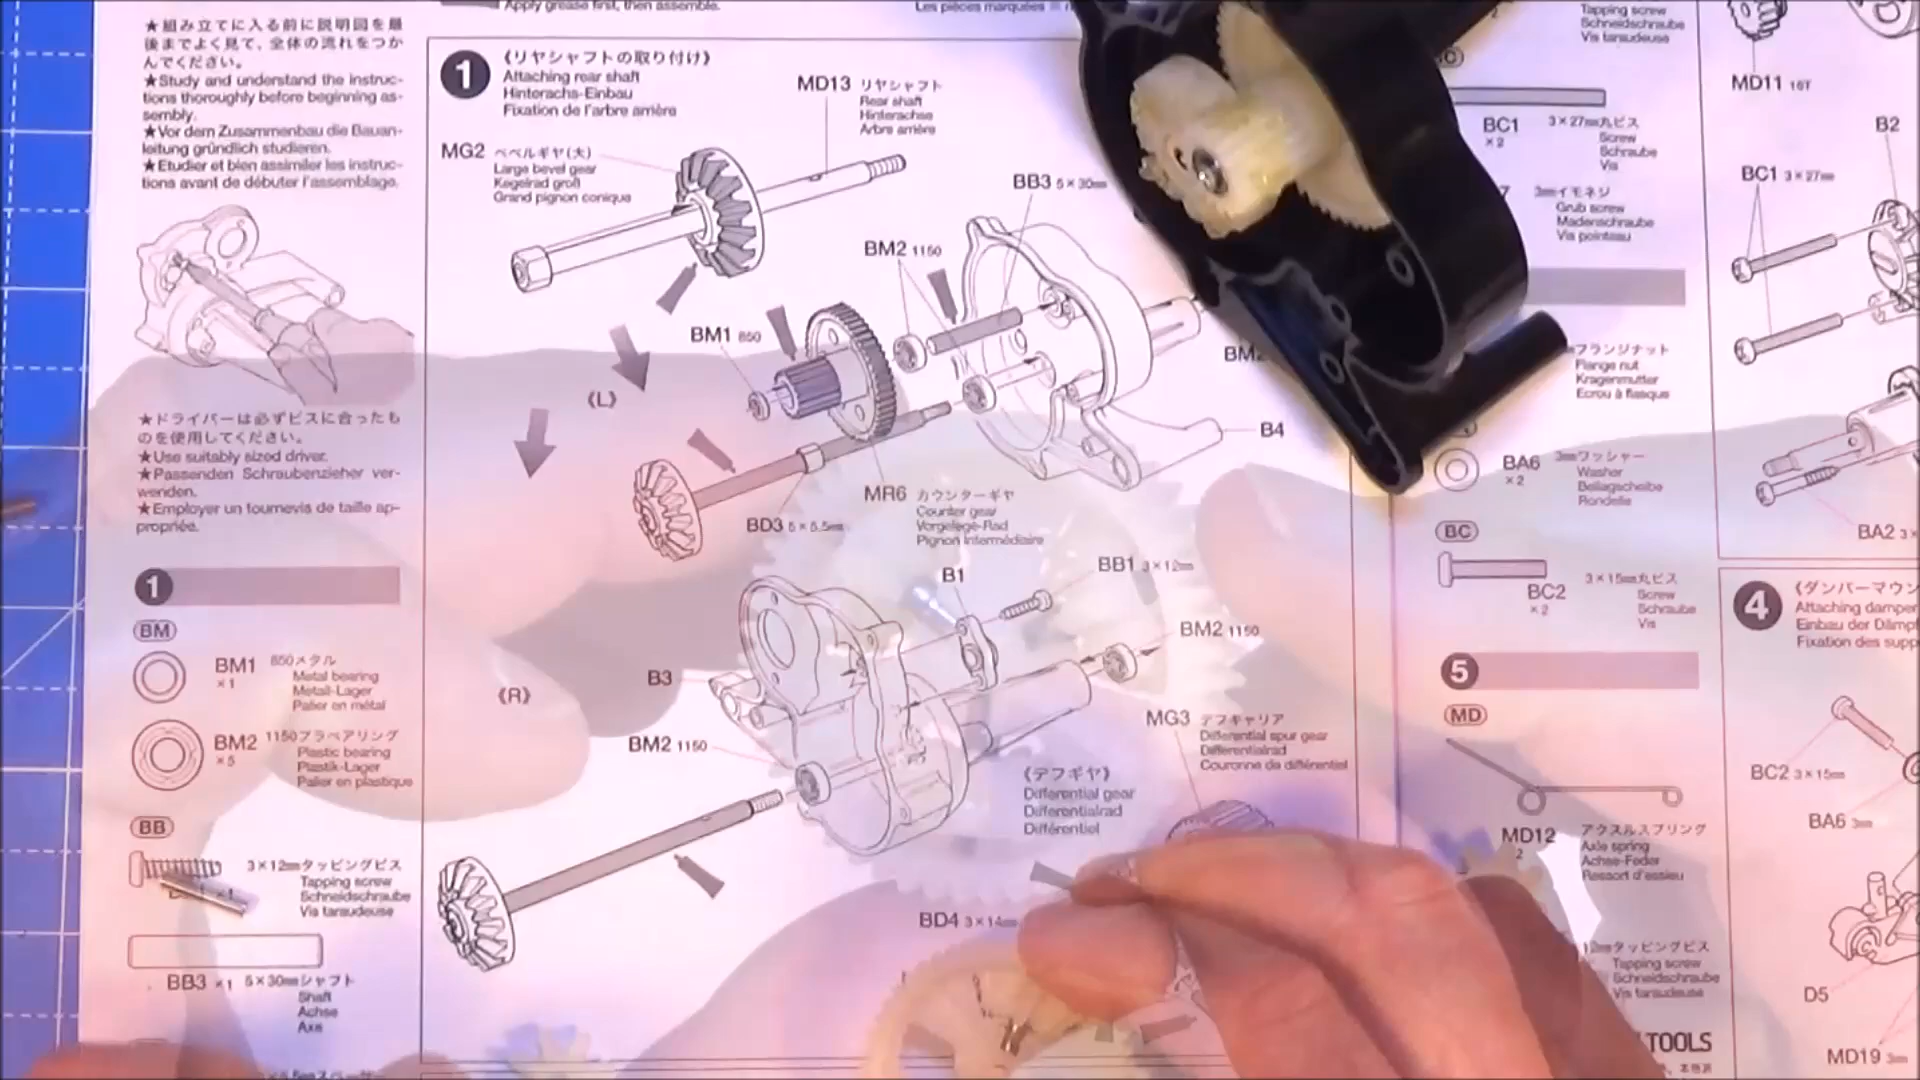 Apply grease first, then assemble.
Les pièces marquées
★組み立てに入る前に説明図を最
後までよく見て、全体の流れをつか
んでください。
★Study and understand the instruc-
tions thoroughly before beginning as-
sembly.
★Vor dem Zusammenbau die Bauan-
leitung gründlich studieren.
★Etudier et bien assimiler les instruc-
tions avant de débuter l'assemblage.
★ドライバーは必ずビスに合ったも
のを使用してください。
★Use suitably sized driver.
★Passenden Schraubenzieher ver-
wenden.
★Employer un tournevis de taille ap-
propriée.
1
BM
BM1 850メタル
×1 Metal bearing
Metall-Lager
Palier en métal
BM2 1150プラベアリング
×5 Plastic bearing
Plastik-Lager
Palier en plastique
BB
3×12mmタッピングビス
×1 Tapping screw
Schneidschraube
Vis taraudeuse
BB3 ×1 5×30mmシャフト
Shaft
Achse
Axe
1 《リヤシャフトの取り付け》
Attaching rear shaft
Hinterachs-Einbau
Fixation de l'arbre arrière
MD13 リヤシャフト
Rear shaft
Hinterachse
Arbre arrière
MG2 ベベルギヤ(大)
Large bevel gear
Kegelrad groß
Grand pignon conique
BB3 5×30mm
BM2 1150
BM1 850
《L》
B4
MR6 カウンターギヤ
Counter gear
Vorgelege-Rad
Pignon intermédiaire
BD3 5×5.5mm
B1
BB1 3×12mm
BM2 1150
B3
《R》
BM2 1150
MG3 デフキャリア
Differential spur gear
Differentialrad
Couronne de différentiel
《デフギヤ》
Differential gear
Differentialrad
Différentiel
BD4 3×14mm
Tapping screw
Schneidschraube
Vis taraudeuse
BC1 3×27mm丸ビス
×2 Screw
Schraube
Vis
3mmイモネジ
Grub screw
Madenschraube
Vis pointeau
フランジナット
Flange nut
Kragenmutter
Ecrou à flasque
BA6 3mmワッシャー
×2 Washer
Beilagscheibe
Rondelle
BC
BC2 3×15mm丸ビス
×2 Screw
Schraube
Vis
5
MD
MD12 アクスルスプリング
2 Axle spring
Achse-Feder
Ressort d'essieu
12mmタッピングビス
Tapping screw
Schneidschraube
Vis taraudeuse
TOOLS
MD11 16T
B2
BC1 3×27mm
BA2 3×
4 《ダンパーマウン
Attaching damper
Einbau der Dämp
Fixation des supp
BC2 3×15mm
BA6 3mm
D5
MD19 3mm